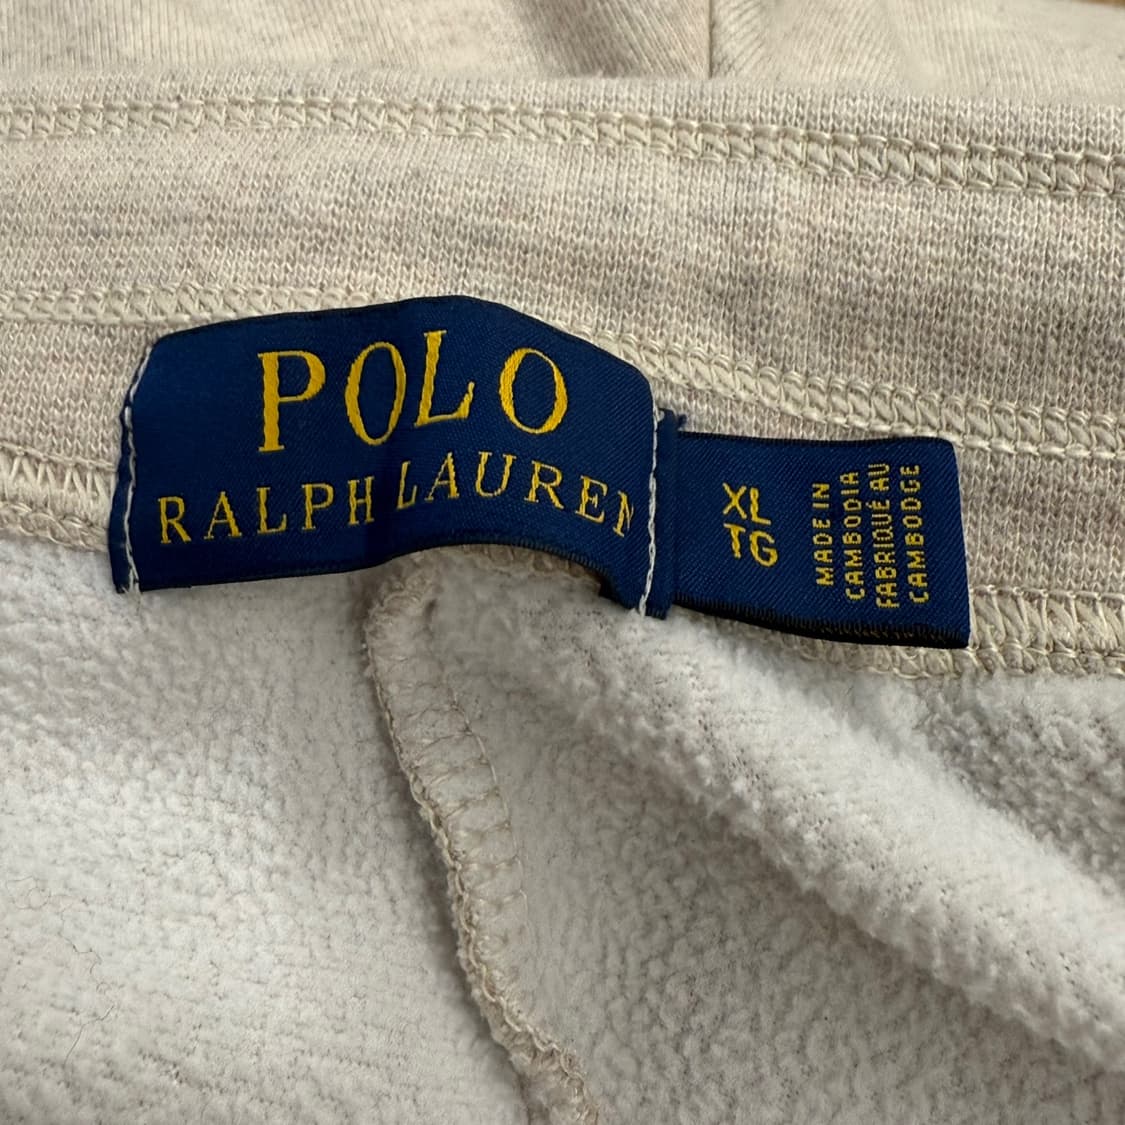 POLO
RALPH LAUREN
XL
TG
MADE IN
CAMBODIA
FABRIQUÉ AU
CAMBODGE